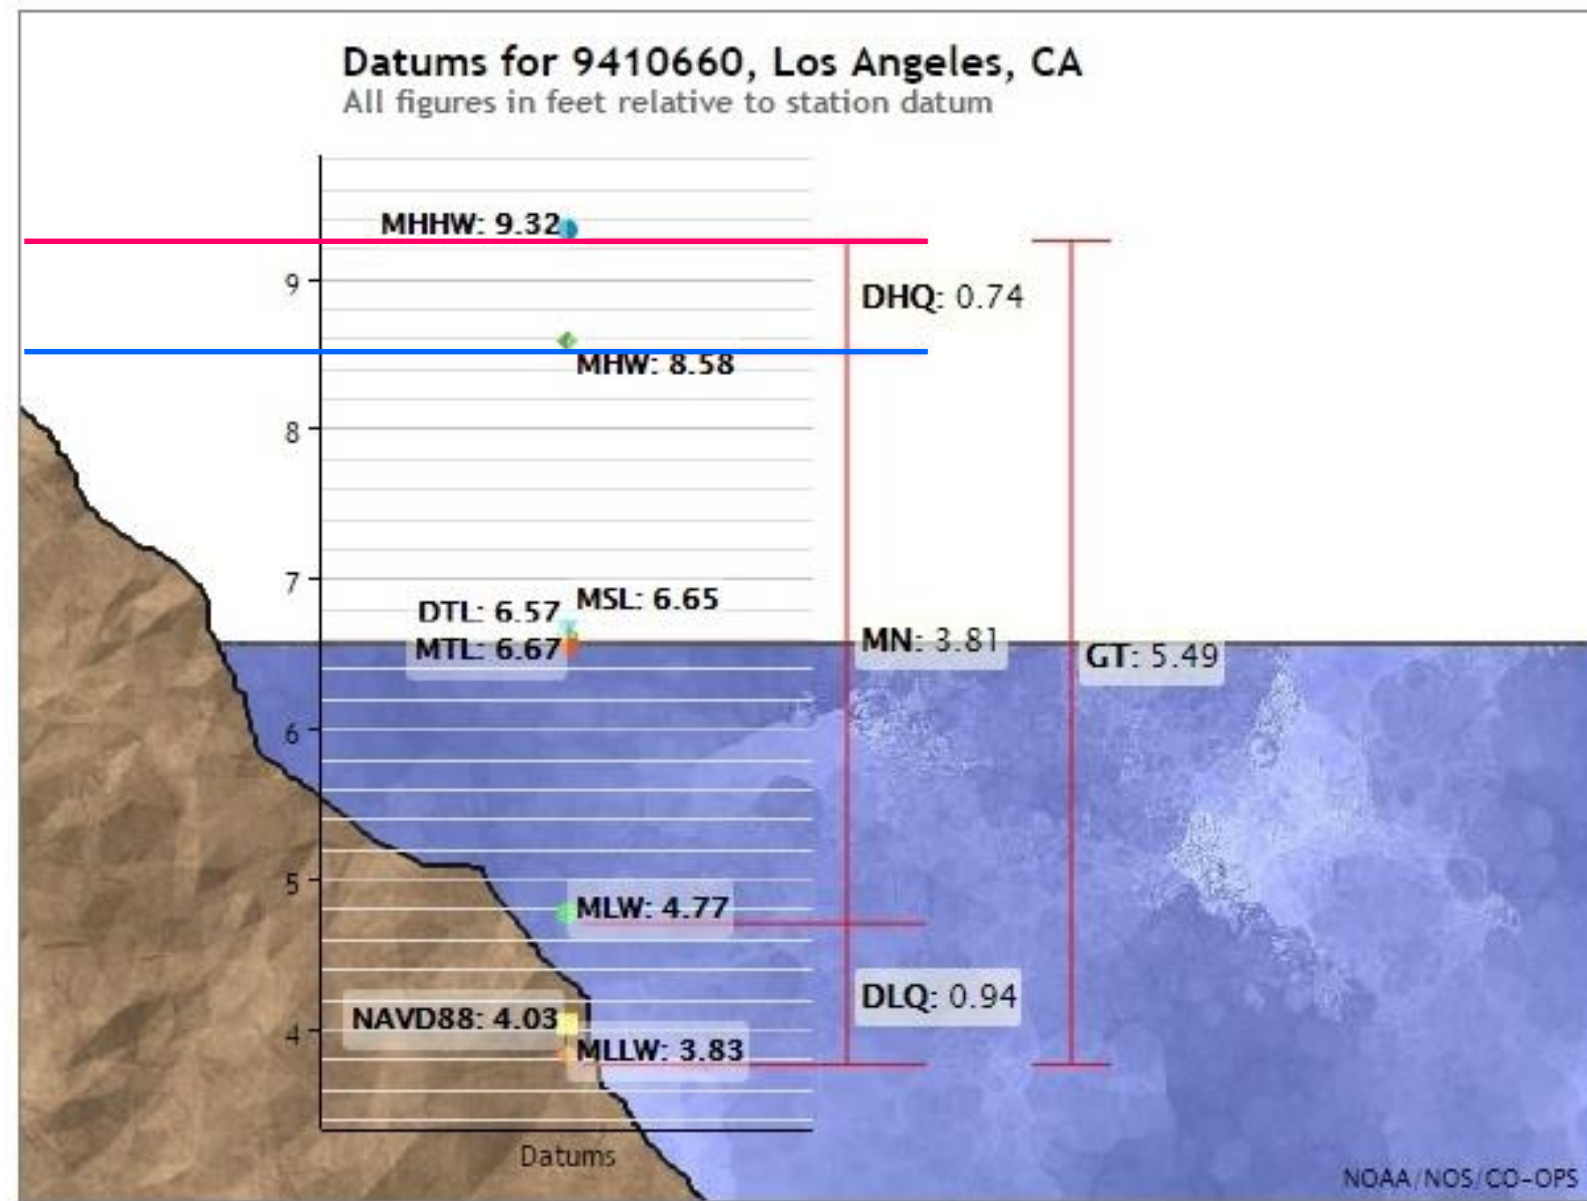 Datums for 9410660, Los Angeles, CA
All figures in feet relative to station datum
MHHW: 9.32
9
DHQ: 0.74
MHW: 8.58
8
7
DTL: 6.57
MSL: 6.65
MTL: 6.67
MN: 3.81
GT: 5.49
6
5
MLW: 4.77
DLQ: 0.94
NAVD88: 4.03
4
MLLW: 3.83
Datums
NOAA/NOS/CO-OPS